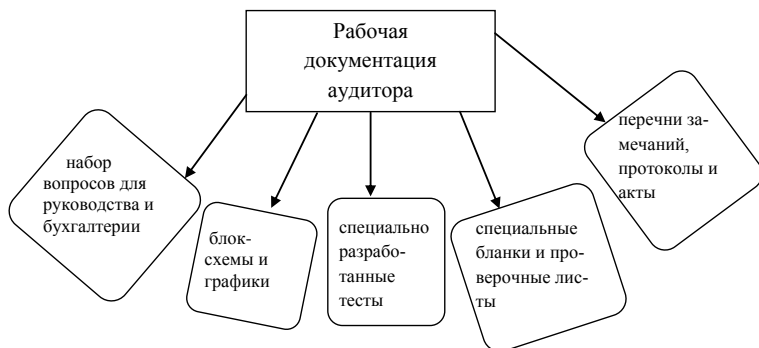 Рабочая
документация
аудитора
набор
вопросов для
руководства и
бухгалтерии
блок-
схемы и
графики
специально
разрабо-
танные
тесты
специальные
бланки и про-
верочные лис-
ты
перечни за-
мечаний,
протоколы и
акты